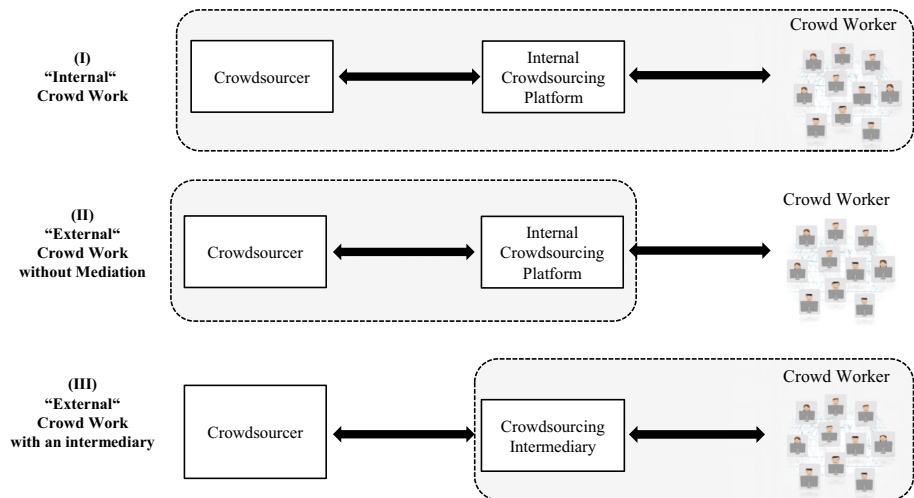 (I)
“Internal“
Crowd Work
Crowdsourcer
Internal
Crowdsourcing
Platform
Crowd Worker
(II)
“External“
Crowd Work
without Mediation
Crowdsourcer
Internal
Crowdsourcing
Platform
Crowd Worker
(III)
“External“
Crowd Work
with an intermediary
Crowdsourcer
Crowdsourcing
Intermediary
Crowd Worker